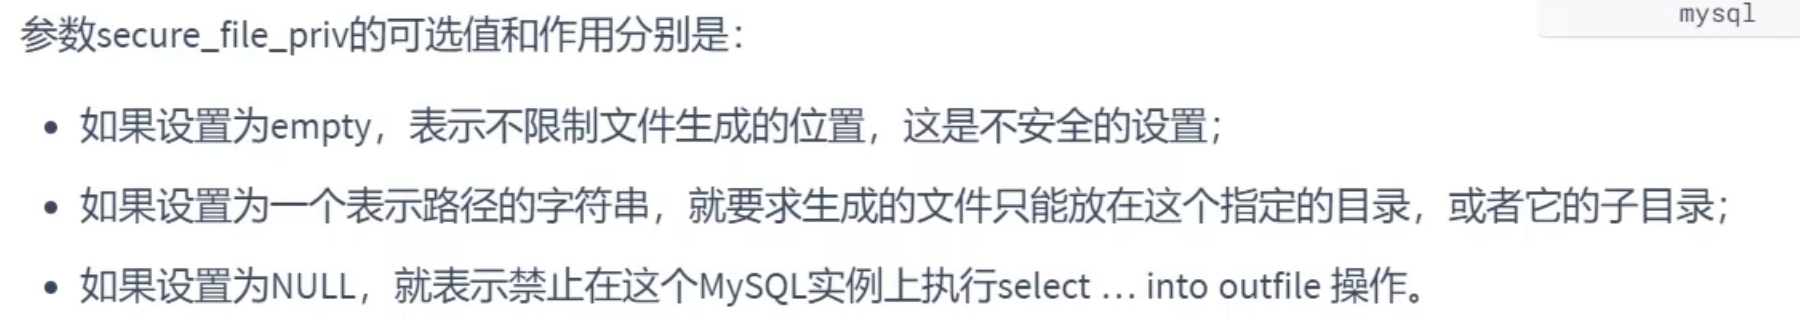 mysql
参数secure_file_priv的可选值和作用分别是：
如果设置为empty，表示不限制文件生成的位置，这是不安全的设置；
如果设置为一个表示路径的字符串，就要求生成的文件只能放在这个指定的目录，或者它的子目录；
如果设置为NULL，就表示禁止在这个MySQL实例上执行select … into outfile 操作。